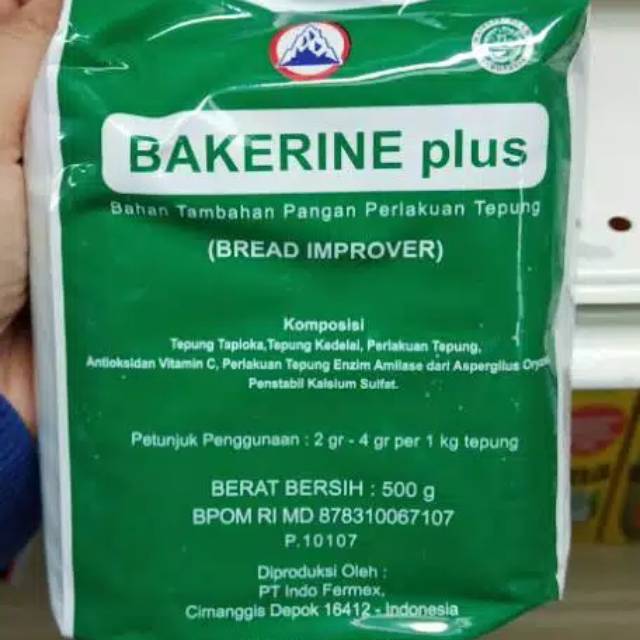 BAKERINE plus
Bahan Tambahan Pangan Perlakuan Tepung
(BREAD IMPROVER)
Komposisi
Tepung Tapioka,Tepung Kedelai, Perlakuan Tepung,
Antioksidan Vitamin C, Perlakuan Tepung Enzim Amilase dari Aspergilus
Penstabil Kalsium Sulfat.
Petunjuk Penggunaan : 2 gr - 4 gr per 1 kg tepung
BERAT BERSIH : 500 g
BPOM RI MD 878310067107
P.10107
Diproduksi Oleh :
PT Indo Fermex,
Cimanggis Depok 16412 - Indonesia